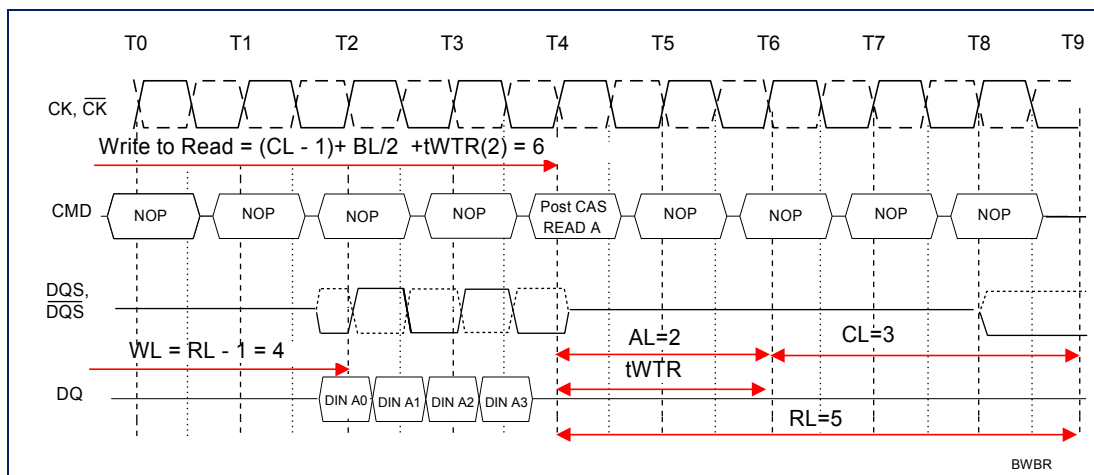 T0 T1 T2 T3 T4 T5 T6 T7 T8 T9
CK, CK
Write to Read = (CL - 1)+ BL/2 +tWTR(2) = 6
CMD NOP NOP NOP NOP Post CAS READ A NOP NOP NOP NOP
DQS,
DQS
AL=2 CL=3
WL = RL - 1 = 4
tWTR
DQ DIN A0 DIN A1 DIN A2 DIN A3
RL=5
BWBR